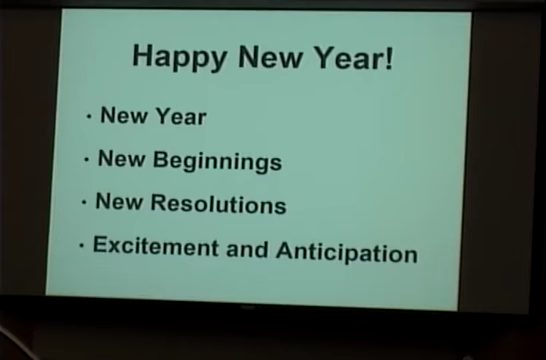 Happy New Year!
· New Year
· New Beginnings
· New Resolutions
· Excitement and Anticipation